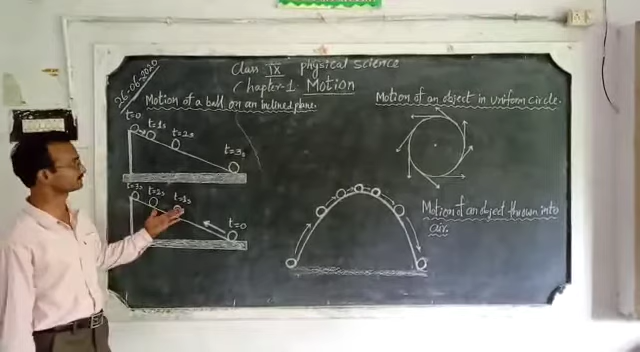 26-06-2020
Class IX physical science
Chapter-1 Motion
Motion of a ball on an inclined plane.
t=0
t=1s
t=2s
t=3s
t=3s
t=2s
t=1s
t=0
Motion of an object in uniform circle.
Motion of an object thrown into
air.